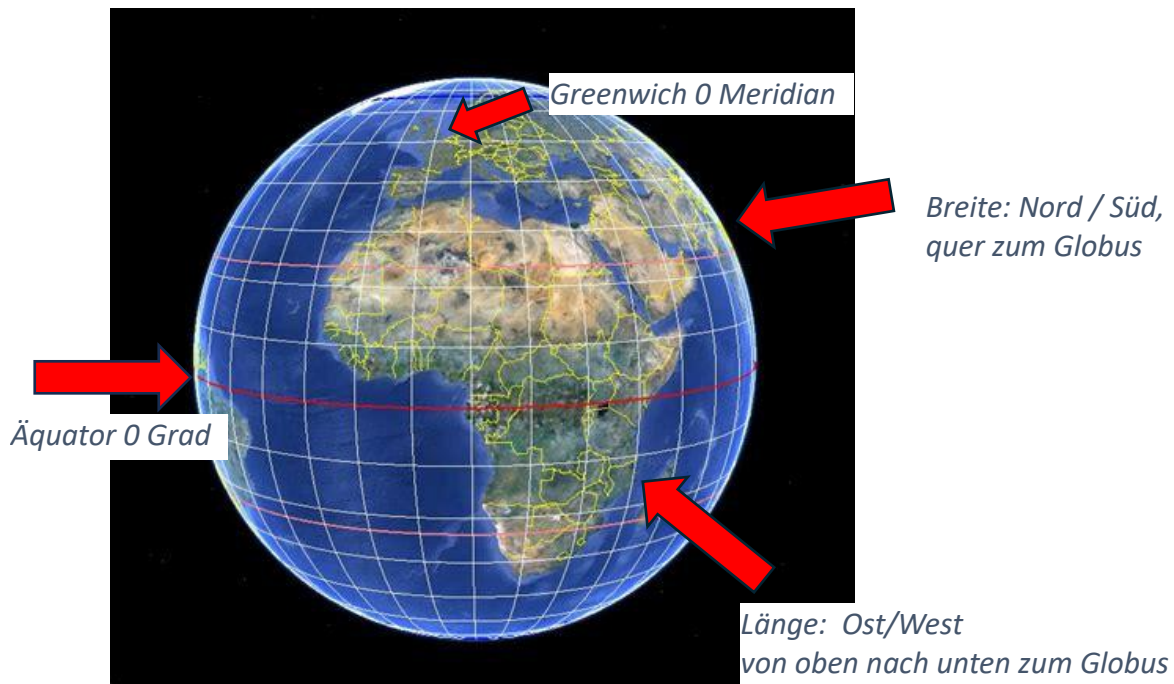 Greenwich 0 Meridian
Breite: Nord / Süd,
quer zum Globus
Äquator 0 Grad
Länge:  Ost/West
von oben nach unten zum Globus